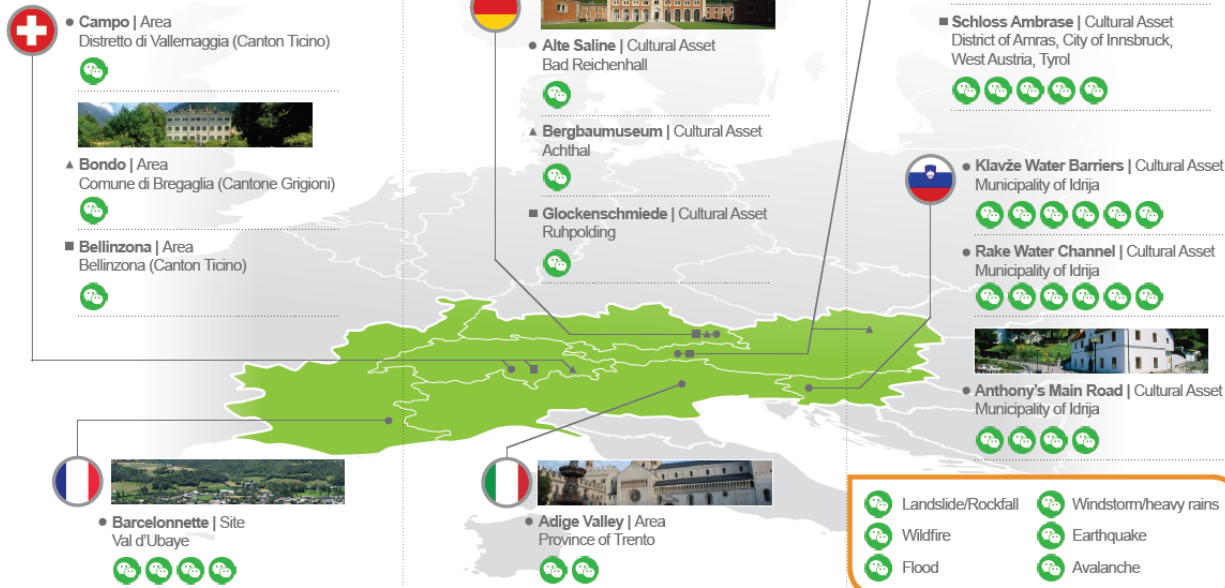 Campo | Area
Distretto di Vallemaggia (Canton Ticino)
Bondo | Area
Comune di Bregaglia (Cantone Grigioni)
Bellinzona | Area
Bellinzona (Canton Ticino)
Alte Saline | Cultural Asset
Bad Reichenhall
Bergbaumuseum | Cultural Asset
Achthal
Glockenschmiede | Cultural Asset
Ruhpolding
Schloss Ambrase | Cultural Asset
District of Amras, City of Innsbruck,
West Austria, Tyrol
Klavže Water Barriers | Cultural Asset
Municipality of Idrija
Rake Water Channel | Cultural Asset
Municipality of Idrija
Anthony's Main Road | Cultural Asset
Municipality of Idrija
Barcelonnette | Site
Val d'Ubaye
Adige Valley | Area
Province of Trento
Landslide/Rockfall
Windstorm/heavy rains
Wildfire
Earthquake
Flood
Avalanche